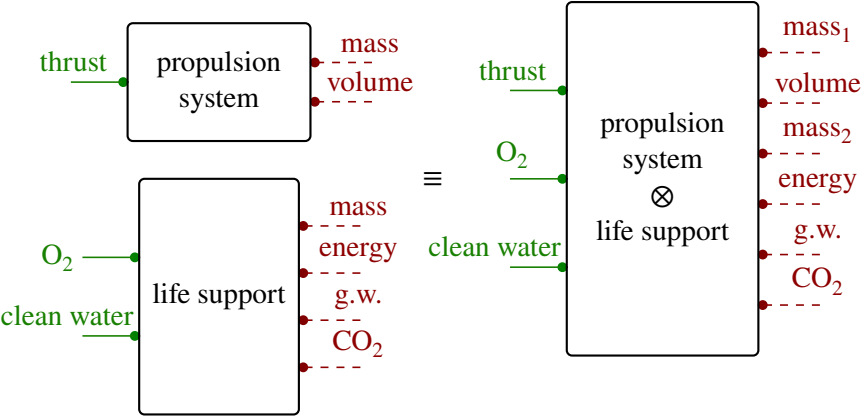 thrust
propulsion
system
mass
volume
O₂
clean water
life support
mass
energy
g.w.
CO₂
≡
thrust
O₂
clean water
propulsion
system
⊗
life support
mass₁
volume
mass₂
energy
g.w.
CO₂